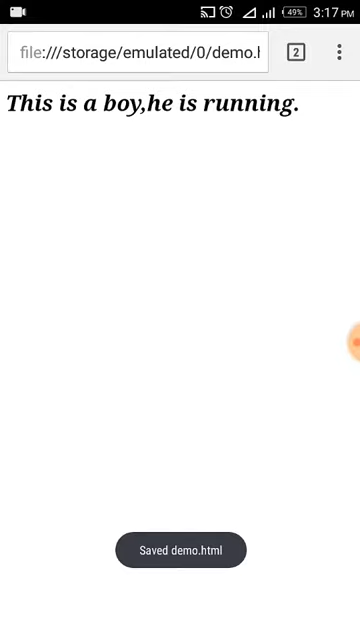 49% 3:17 PM
file:///storage/emulated/0/demo.h
2
This is a boy,he is running.
Saved demo.html